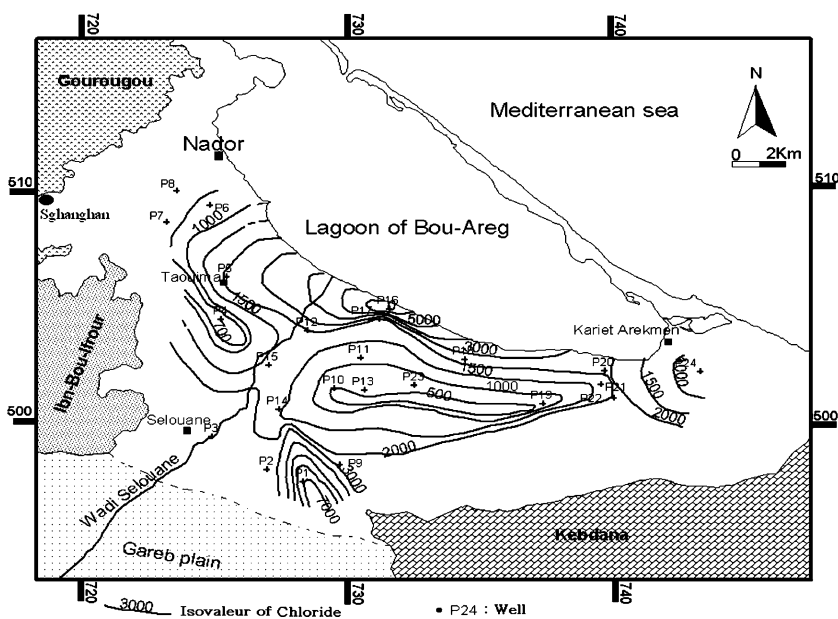 720
730
740
Gourougou
Mediterranean sea
N
0 2Km
Nador
510
510
P8
P6
1000
Sghanghan
P7
Lagoon of Bou-Areg
P5
Taouima
1500
P16
P17
5000
P4
700
P12
Kariet Arekmen
3000
P18
1500
P15
P11
P20
P24
1500
1000
P10
P13
P23
500
P19
P21
P22
2000
Ibn-Bou-Ifrour
P14
500
500
Selouane
P3
2000
P2
P9
3000
P1
7000
Wadi Selouane
Kebdana
Gareb plain
720
730
740
3000 Isovaleur of Chloride
P24 : Well